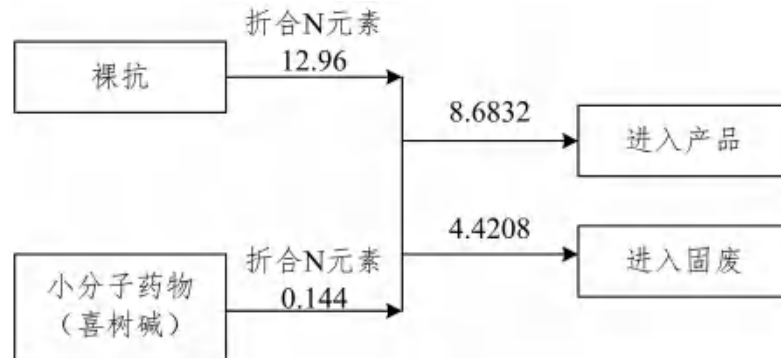 折合N元素
裸抗
12.96
8.6832
进入产品
4.4208
进入固废
折合N元素
小分子药物
（喜树碱）
0.144